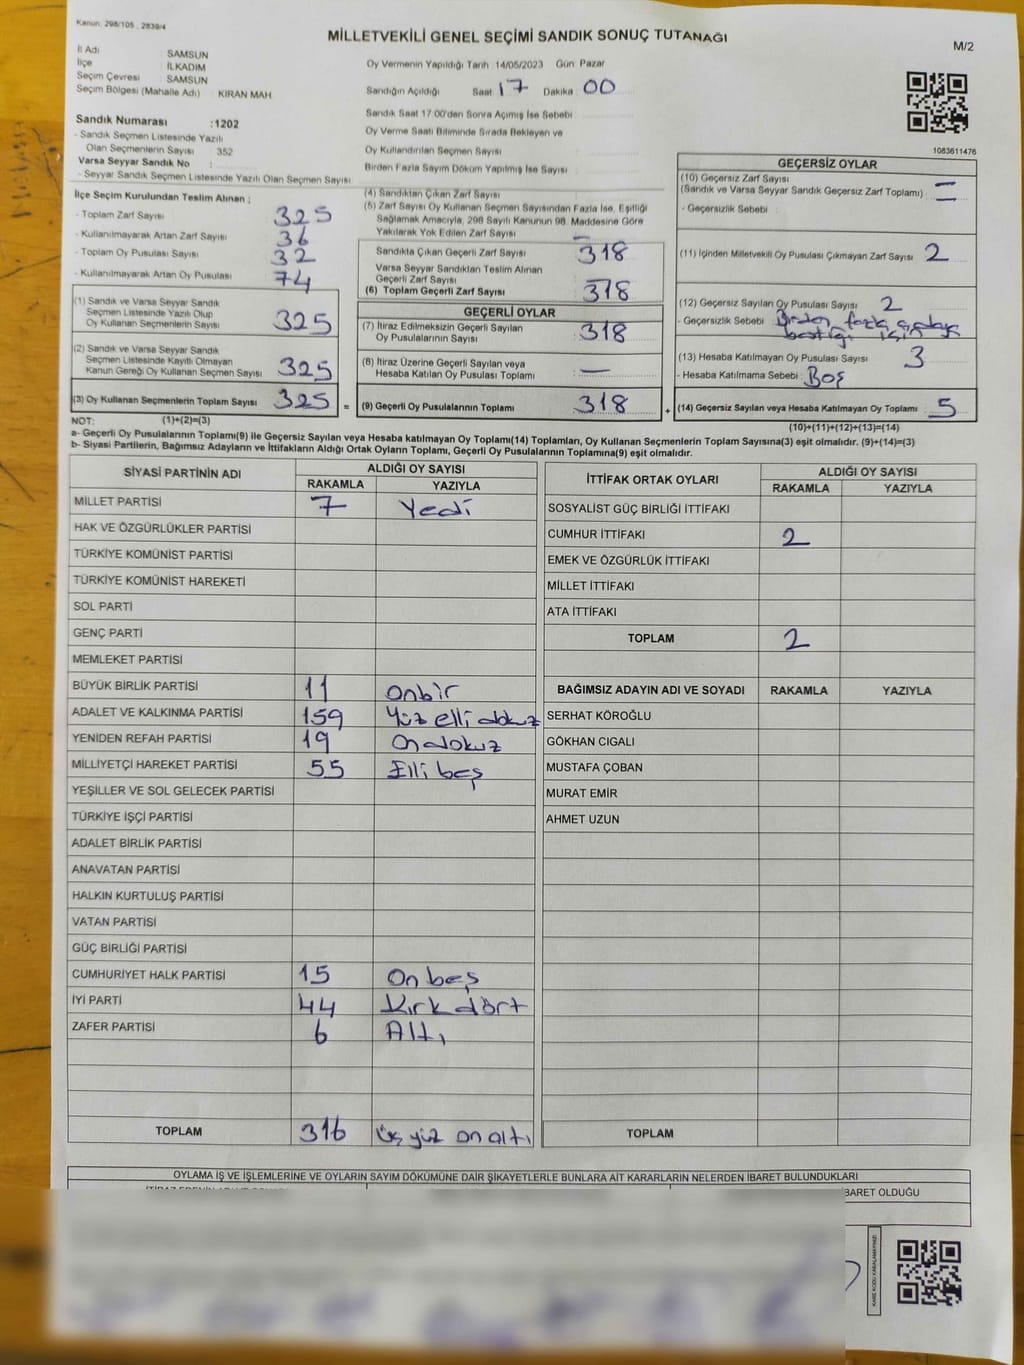 Kanun: 298/105 , 2839/4
MİLLETVEKİLİ GENEL SEÇİMİ SANDIK SONUÇ TUTANAĞI
M/2
İl Adı : SAMSUN
İlçe : İLKADIM
Seçim Çevresi : SAMSUN
Seçim Bölgesi (Mahalle Adı) : KIRAN MAH
Oy Vermenin Yapıldığı Tarih :14/05/2023 Gün :Pazar
Sandığın Açıldığı Saat : 17 Dakika : 00
Sandık Saat 17:00'den Sonra Açılmış İse Sebebi :
Oy Verme Saati Bitiminde Sırada Bekleyen ve
Oy Kullandırılan Seçmen Sayısı :
Birden Fazla Sayım Döküm Yapılmış İse Sayısı :
Sandık Numarası :1202
- Sandık Seçmen Listesinde Yazılı
Olan Seçmenlerin Sayısı : 352
Varsa Seyyar Sandık No :
- Seyyar Sandık Seçmen Listesinde Yazılı Olan Seçmen Sayısı :
1083611476
İlçe Seçim Kurulundan Teslim Alınan ;
- Toplam Zarf Sayısı : 325
- Kullanılmayarak Artan Zarf Sayısı : 36
- Toplam Oy Pusulası Sayısı : 32
- Kullanılmayarak Artan Oy Pusulası : 74
(1) Sandık ve Varsa Seyyar Sandık
Seçmen Listesinde Yazılı Olup
Oy Kullanan Seçmenlerin Sayısı : 325
(2) Sandık ve Varsa Seyyar Sandık
Seçmen Listesinde Kayıtlı Olmayan
Kanun Gereği Oy Kullanan Seçmen Sayısı : 325
(3) Oy Kullanan Seçmenlerin Toplam Sayısı : 325 =
(4) Sandıktan Çıkan Zarf Sayısı :
(5) Zarf Sayısı Oy Kullanan Seçmen Sayısından Fazla İse, Eşitliği
Sağlamak Amacıyla, 298 Sayılı Kanunun 98. Maddesine Göre
Yakılarak Yok Edilen Zarf Sayısı : –
Sandıkta Çıkan Geçerli Zarf Sayısı : 318
Varsa Seyyar Sandıktan Teslim Alınan
Geçerli Zarf Sayısı :
(6) Toplam Geçerli Zarf Sayısı : 318
GEÇERLİ OYLAR
(7) İtiraz Edilmeksizin Geçerli Sayılan
Oy Pusulalarının Sayısı : 318
(8) İtiraz Üzerine Geçerli Sayılan veya
Hesaba Katılan Oy Pusulası Toplamı : —
(9) Geçerli Oy Pusulalarının Toplamı : 318 +
GEÇERSİZ OYLAR
(10) Geçersiz Zarf Sayısı :
(Sandık ve Varsa Seyyar Sandık Geçersiz Zarf Toplamı) : =
- Geçersizlik Sebebi :
(11) İçinden Milletvekili Oy Pusulası Çıkmayan Zarf Sayısı : 2
(12) Geçersiz Sayılan Oy Pusulası Sayısı : 2
- Geçersizlik Sebebi : Birden fazla
bastığı için
(13) Hesaba Katılmayan Oy Pusulası Sayısı : 3
- Hesaba Katılmama Sebebi : Boş
(14) Geçersiz Sayılan veya Hesaba Katılmayan Oy Toplamı : 5
NOT: (1)+(2)=(3)
(10)+(11)+(12)+(13)=(14)
a- Geçerli Oy Pusulalarının Toplamı(9) ile Geçersiz Sayılan veya Hesaba katılmayan Oy Toplamı(14) Toplamları, Oy Kullanan Seçmenlerin Toplam Sayısına(3) eşit olmalıdır. (9)+(14)=(3)
b- Siyasi Partilerin, Bağımsız Adayların ve İttifakların Aldığı Ortak Oyların Toplamı, Geçerli Oy Pusulalarının Toplamına(9) eşit olmalıdır.
SİYASİ PARTİNİN ADI
ALDIĞI OY SAYISI
RAKAMLA YAZIYLA
MİLLET PARTİSİ 7 Yedi
HAK VE ÖZGÜRLÜKLER PARTİSİ
TÜRKİYE KOMÜNİST PARTİSİ
TÜRKİYE KOMÜNİST HAREKETİ
SOL PARTİ
GENÇ PARTİ
MEMLEKET PARTİSİ
BÜYÜK BİRLİK PARTİSİ 11 onbir
ADALET VE KALKINMA PARTİSİ 159 Yüz elli dokuz
YENİDEN REFAH PARTİSİ 19 Ondokuz
MİLLİYETÇİ HAREKET PARTİSİ 55 Elli beş
YEŞİLLER VE SOL GELECEK PARTİSİ
TÜRKİYE İŞÇİ PARTİSİ
ADALET BİRLİK PARTİSİ
ANAVATAN PARTİSİ
HALKIN KURTULUŞ PARTİSİ
VATAN PARTİSİ
GÜÇ BİRLİĞİ PARTİSİ
CUMHURİYET HALK PARTİSİ 15 On beş
İYİ PARTİ 44 Kırk dört
ZAFER PARTİSİ 6 Altı
TOPLAM 316 üç yüz on altı
İTTİFAK ORTAK OYLARI
ALDIĞI OY SAYISI
RAKAMLA YAZIYLA
SOSYALİST GÜÇ BİRLİĞİ İTTİFAKI
CUMHUR İTTİFAKI 2
EMEK VE ÖZGÜRLÜK İTTİFAKI
MİLLET İTTİFAKI
ATA İTTİFAKI
TOPLAM 2
BAĞIMSIZ ADAYIN ADI VE SOYADI RAKAMLA YAZIYLA
SERHAT KÖROĞLU
GÖKHAN CIGALI
MUSTAFA ÇOBAN
MURAT EMİR
AHMET UZUN
TOPLAM
OYLAMA İŞ VE İŞLEMLERİNE VE OYLARIN SAYIM DÖKÜMÜNE DAİR ŞİKAYETLERLE BUNLARA AİT KARARLARIN NELERDEN İBARET BULUNDUKLARI
İBARET OLDUĞU